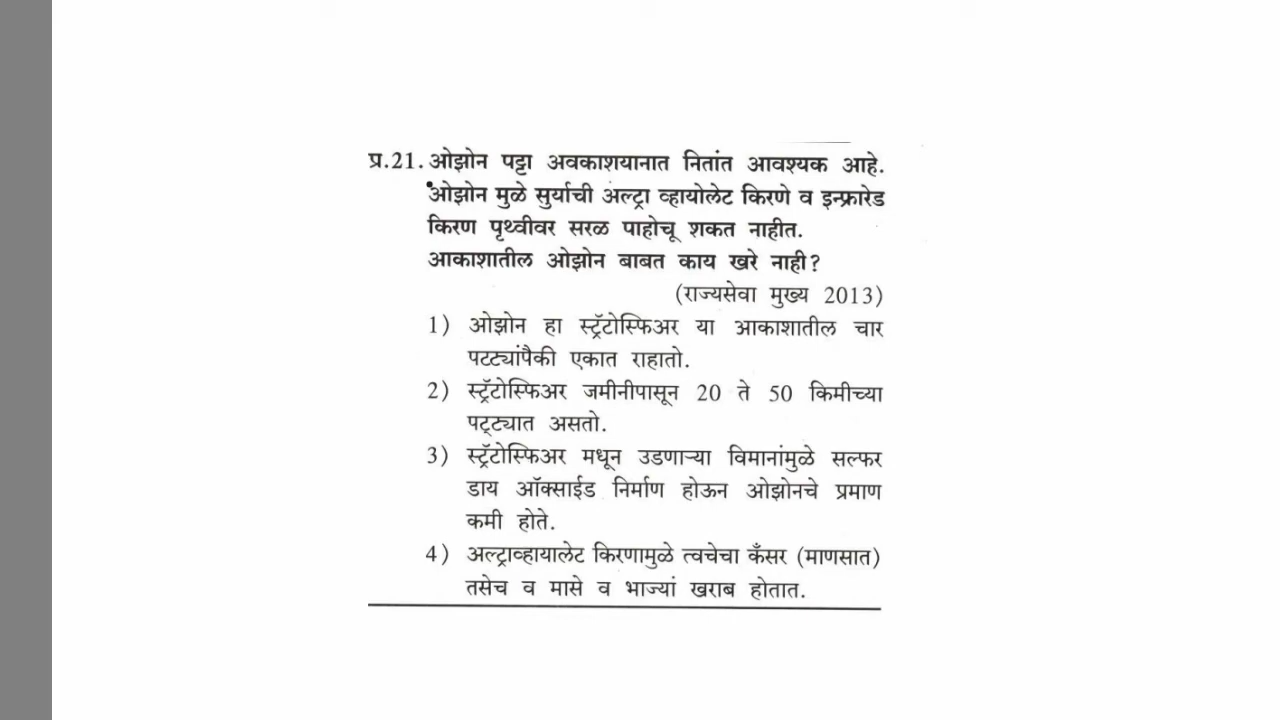 प्र.21. ओझोन पट्टा अवकाशयानात नितांत आवश्यक आहे.
ओझोन मुळे सुर्याची अल्ट्रा व्हायोलेट किरणे व इन्फ्रारेड
किरण पृथ्वीवर सरळ पाहोचू शकत नाहीत.
आकाशातील ओझोन बाबत काय खरे नाही?
(राज्यसेवा मुख्य 2013)
1) ओझोन हा स्ट्रॅटोस्फिअर या आकाशातील चार
पटट्यांपैकी एकात राहातो.
2) स्ट्रॅटोस्फिअर जमीनीपासून 20 ते 50 किमीच्या
पट्ट्यात असतो.
3) स्ट्रॅटोस्फिअर मधून उडणाऱ्या विमानांमुळे सल्फर
डाय ऑक्साईड निर्माण होऊन ओझोनचे प्रमाण
कमी होते.
4) अल्ट्राव्हायालेट किरणामुळे त्वचेचा कँसर (माणसात)
तसेच व मासे व भाज्यां खराब होतात.